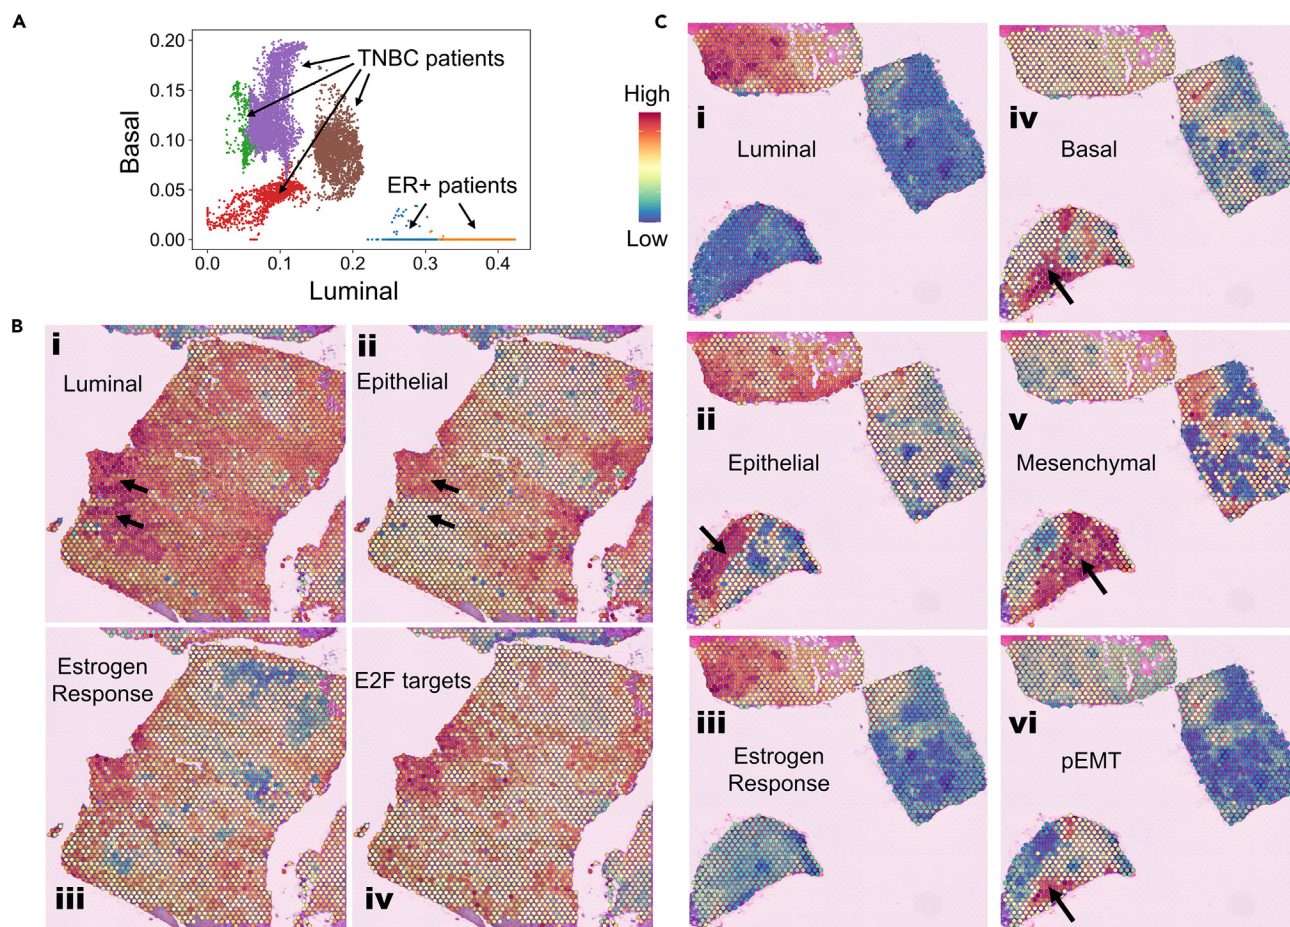 A
0.20
0.15
0.10
0.05
0.00
Basal
0.0
0.1
0.2
0.3
0.4
Luminal
TNBC patients
ER+ patients
High
Low
B
i
Luminal
ii
Epithelial
Estrogen
Response
iii
E2F targets
iv
C
i
Luminal
iv
Basal
ii
Epithelial
v
Mesenchymal
iii
Estrogen
Response
vi
pEMT